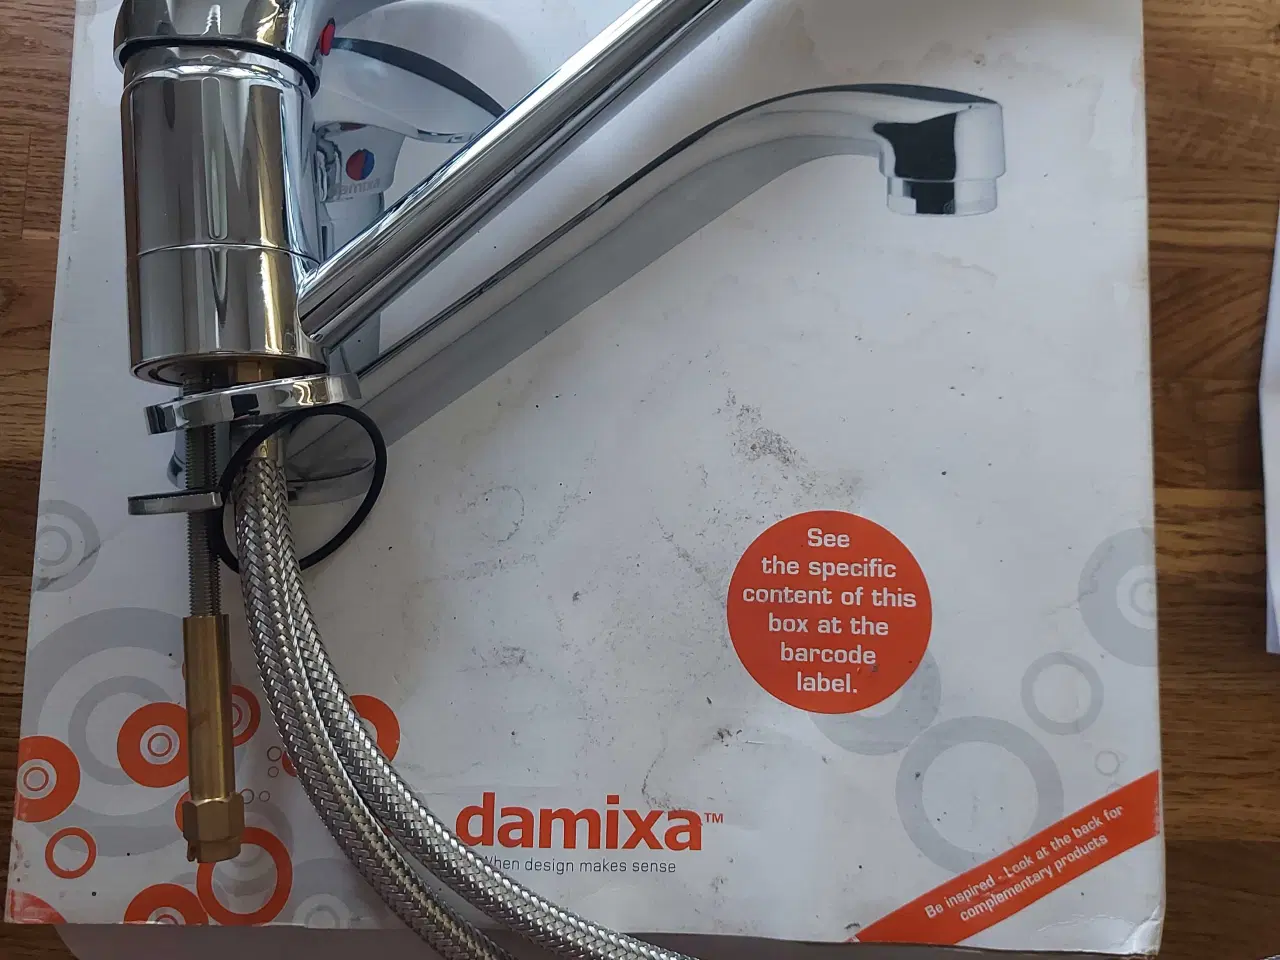 See
the specific
content of this
box at the
barcode
label.
damixa™
When design makes sense
Be inspired - Look at the back for
complementary products